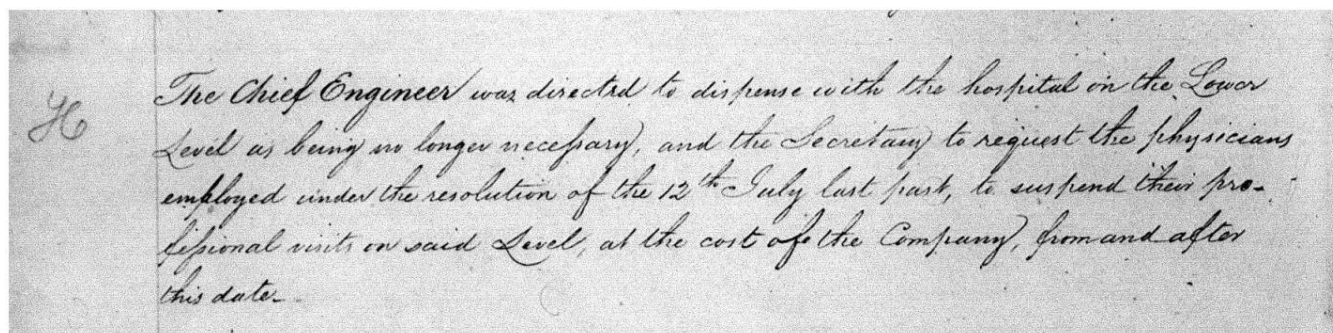 The Chief Engineer was directed to dispense with the hospital on the Lower
H
Level as being no longer necessary, and the Secretary to request the physicians
employed under the resolution of the 12th July last past, to suspend their pro-
fessional visits on said Level, at the cost of the Company, from and after
this date.